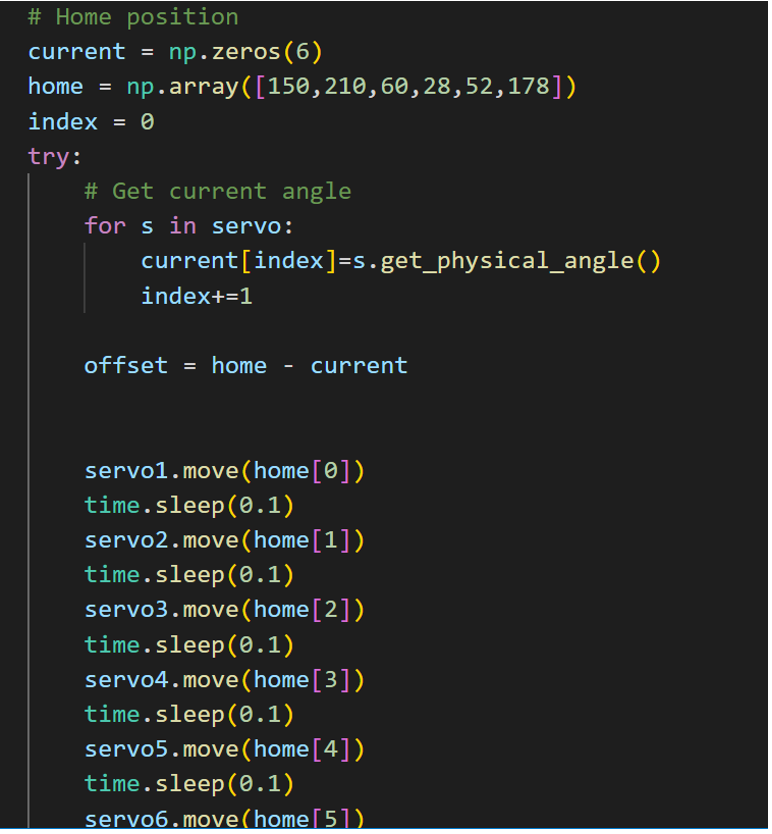 # Home position
current = np.zeros(6)
home = np.array([150,210,60,28,52,178])
index = 0
try:
# Get current angle
for s in servo:
current[index]=s.get_physical_angle()
index+=1
offset = home - current
servo1.move(home[0])
time.sleep(0.1)
servo2.move(home[1])
time.sleep(0.1)
servo3.move(home[2])
time.sleep(0.1)
servo4.move(home[3])
time.sleep(0.1)
servo5.move(home[4])
time.sleep(0.1)
servo6.move(home[5])